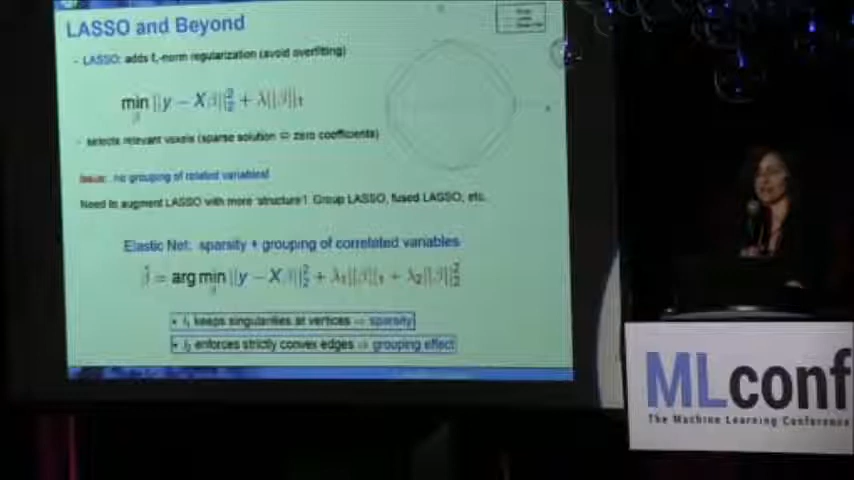 LASSO and Beyond
- LASSO: adds l₁-norm regularization (avoid overfitting)
min ||y − Xβ||₂² + λ||β||₁
β
- selects relevant voxels (sparse solution = zero coefficients)
Issue: no grouping of related variables!
Need to augment LASSO with more structure! Group LASSO, fused LASSO, etc.
Elastic Net: sparsity + grouping of correlated variables
β̂ = arg min ||y − Xβ||₂² + λ₁||β||₁ + λ₂||β||₂²
β
• l₁ keeps singularities at vertices ⇒ sparsity
• l₂ enforces strictly convex edges ⇒ grouping effect
MLconf
The Machine Learning Conference